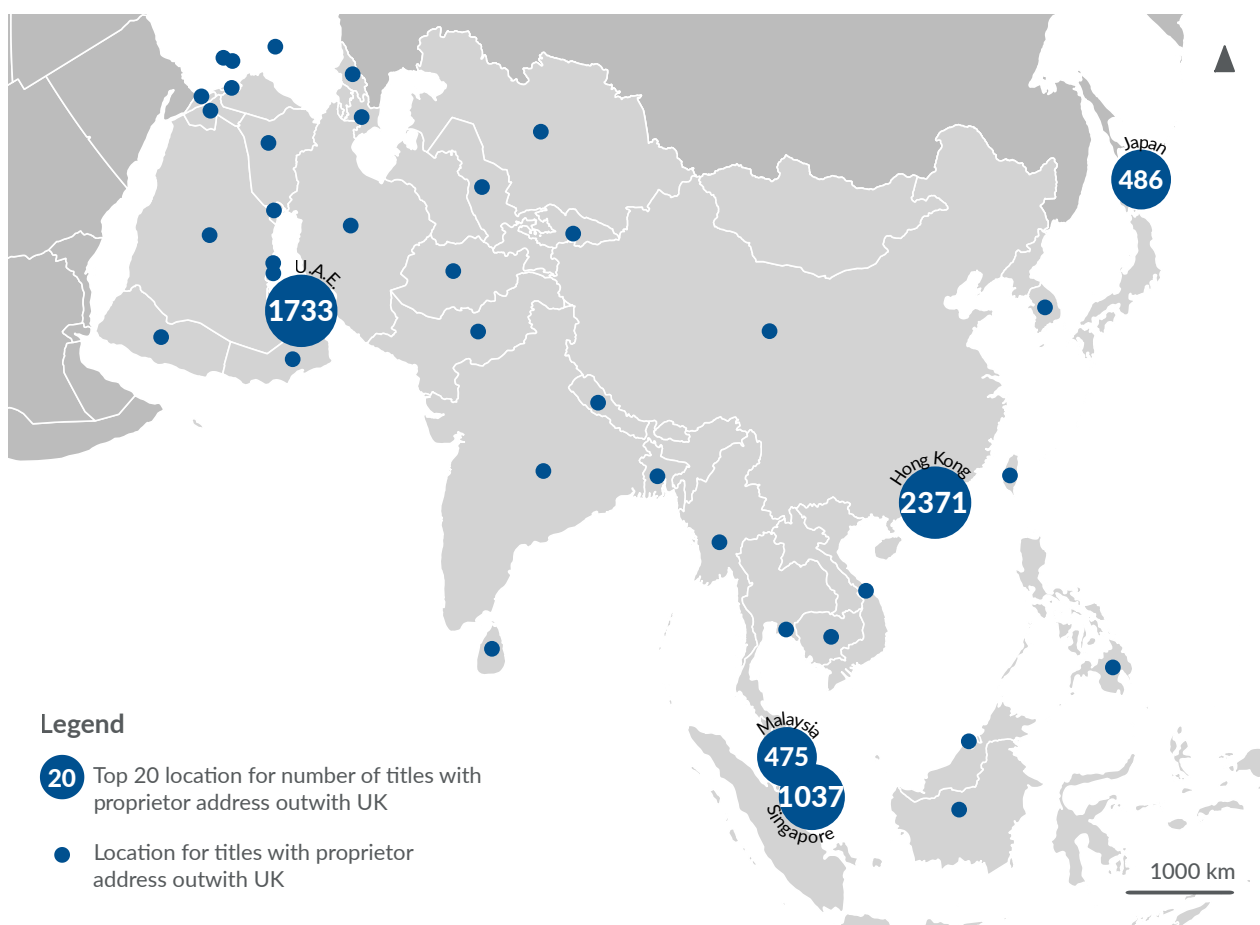 Japan
486
U.A.E.
1733
Hong Kong
2371
Malaysia
475
1037
Singapore
Legend
20 Top 20 location for number of titles with
proprietor address outwith UK
Location for titles with proprietor
address outwith UK
1000 km